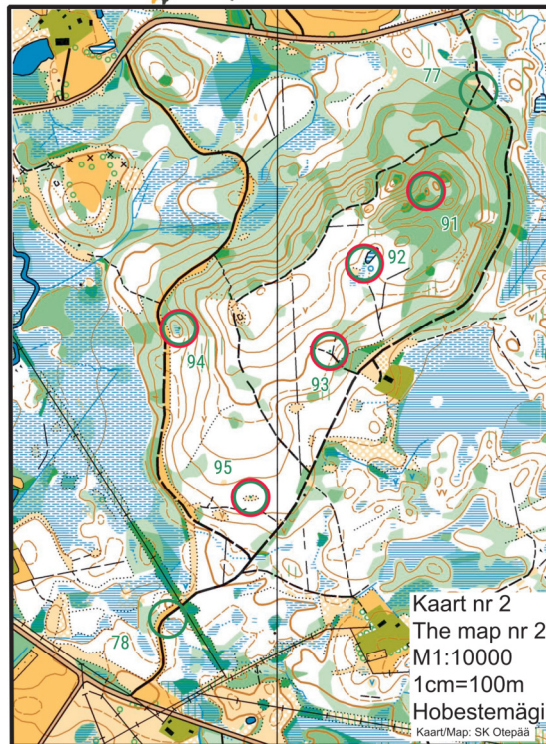 77
91
92
94
93
95
78
Kaart nr 2
The map nr 2
M1:10000
1cm=100m
Hobestemägi
Kaart/Map: SK Otepää